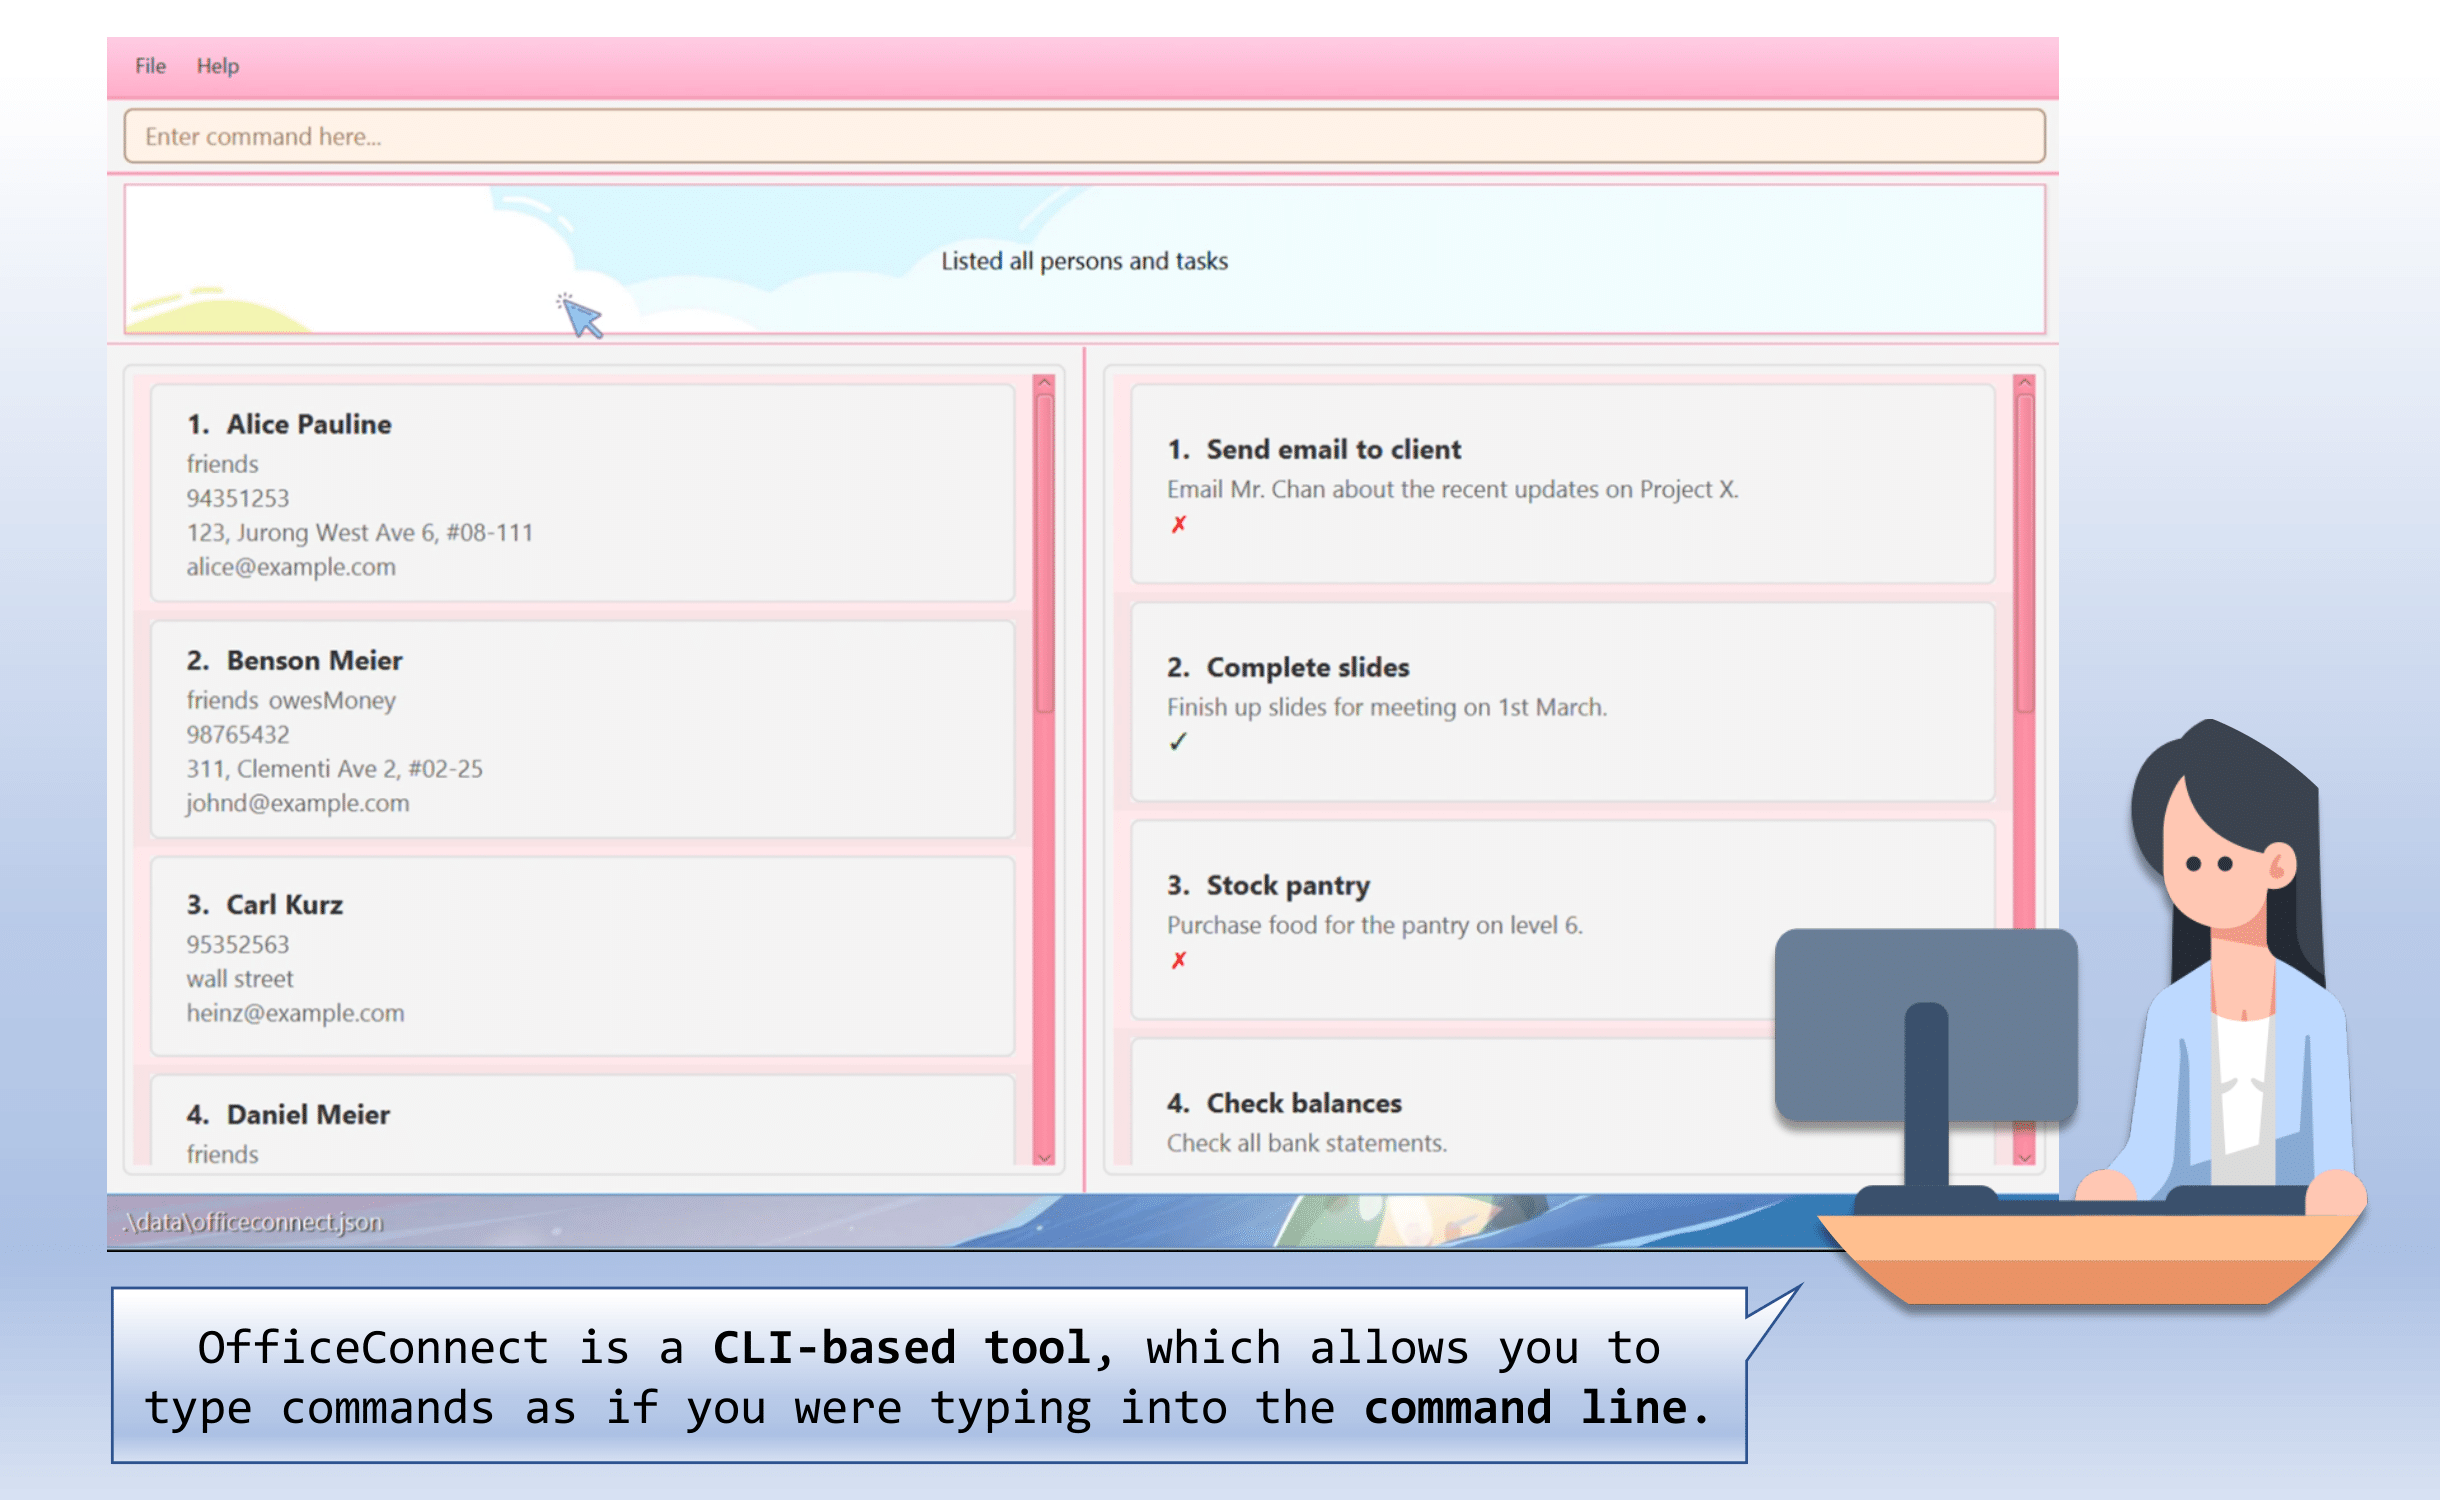 File Help
Enter command here...
Listed all persons and tasks
1. Alice Pauline
friends
94351253
123, Jurong West Ave 6, #08-111
alice@example.com
2. Benson Meier
friends owesMoney
98765432
311, Clementi Ave 2, #02-25
johnd@example.com
3. Carl Kurz
95352563
wall street
heinz@example.com
4. Daniel Meier
friends
1. Send email to client
Email Mr. Chan about the recent updates on Project X.
✗
2. Complete slides
Finish up slides for meeting on 1st March.
✓
3. Stock pantry
Purchase food for the pantry on level 6.
✗
4. Check balances
Check all bank statements.
.\data\officeconnect.json
OfficeConnect is a CLI-based tool, which allows you to
type commands as if you were typing into the command line.